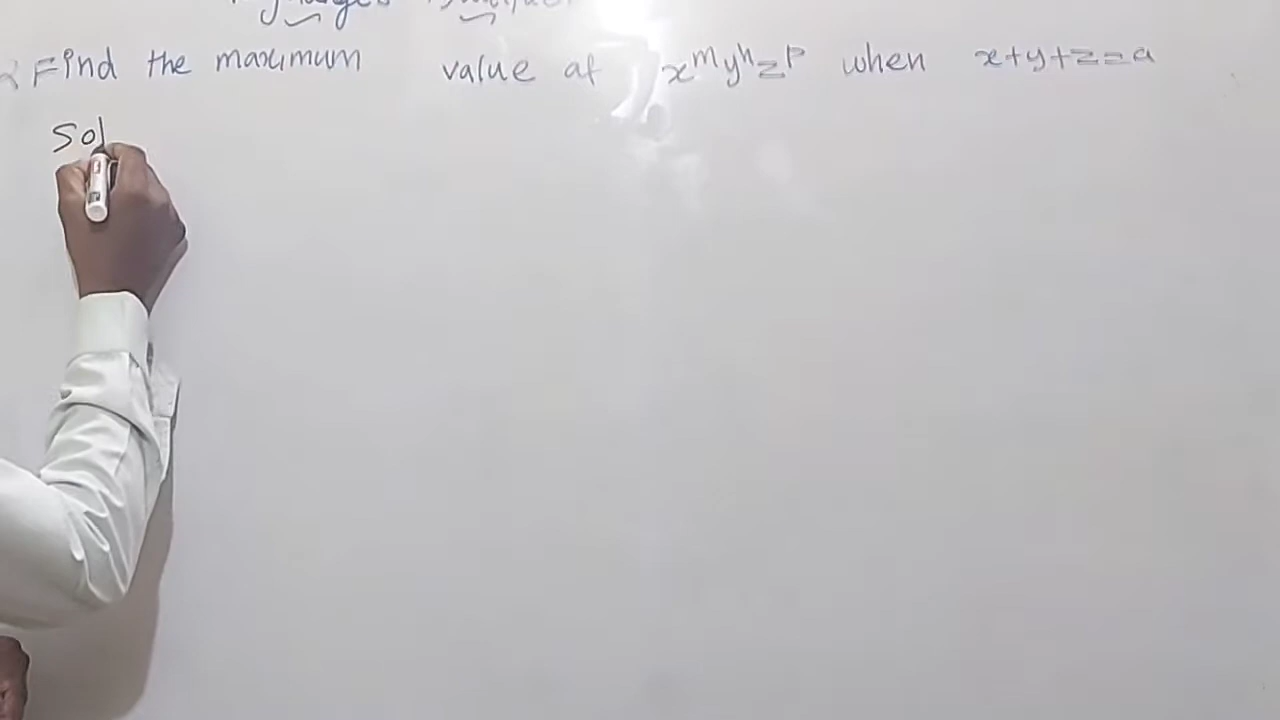 Find the maximum value of x^m y^n z^p when x+y+z=a
Sol